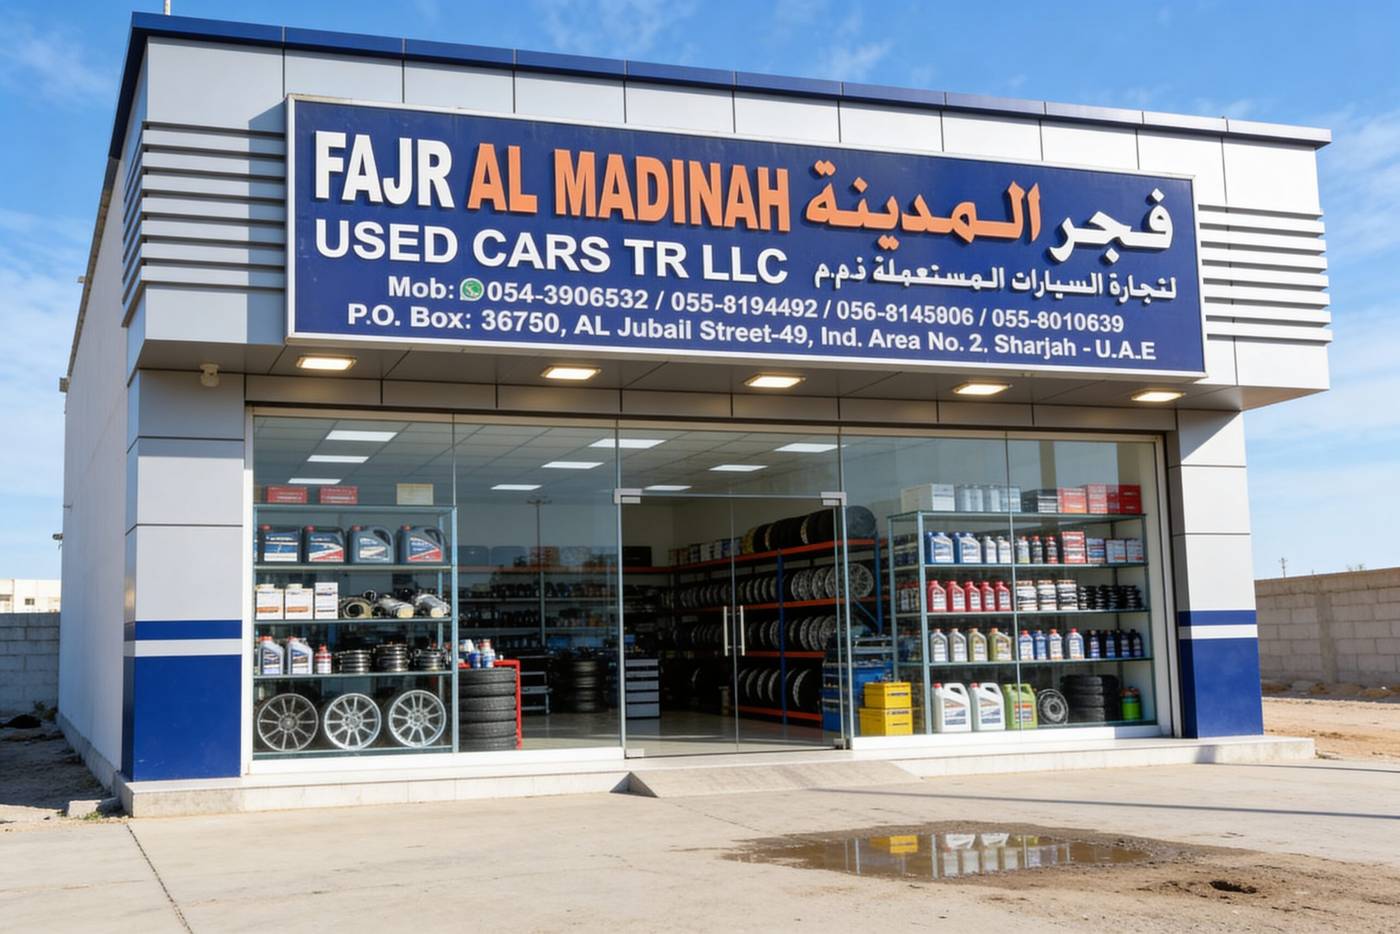 FAJR AL MADINAH فجر المدينة
USED CARS TR LLC لتجارة السيارات المستعملة ذ.م.م
Mob: 054-3906532 / 055-8194492 / 056-8145806 / 055-8010639
P.O. Box: 36750, AL Jubail Street-49, Ind. Area No. 2, Sharjah - U.A.E